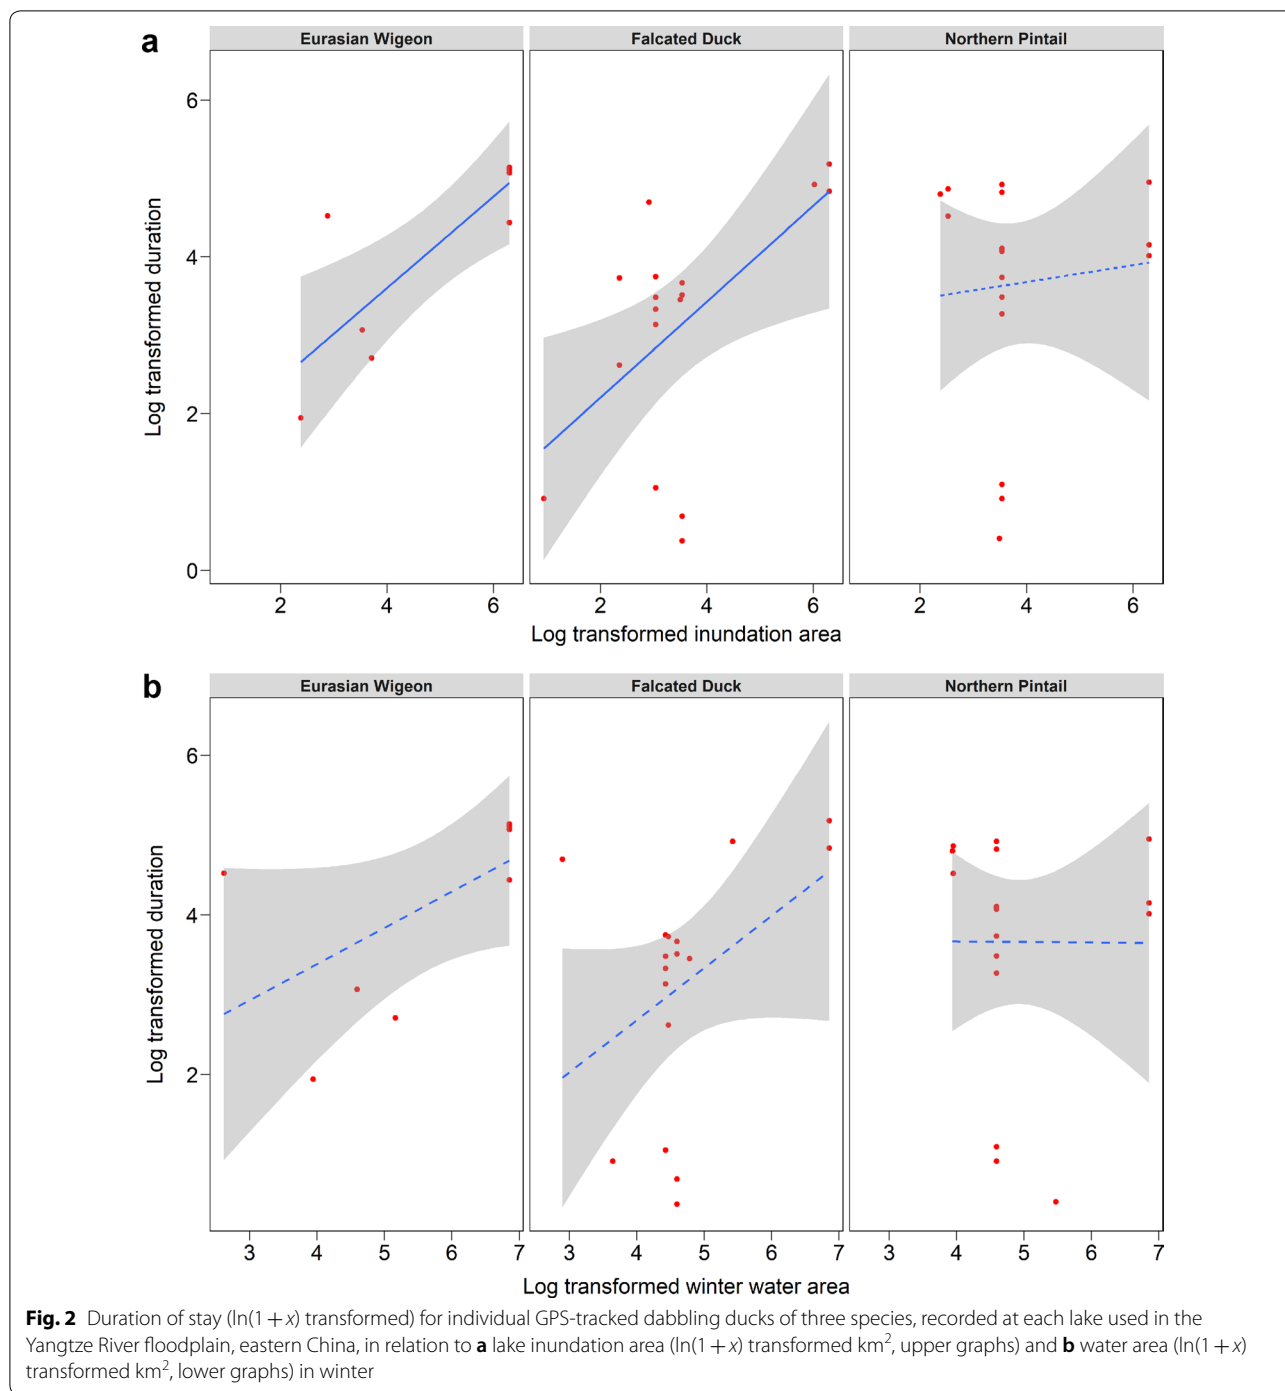 a
Eurasian Wigeon Falcated Duck Northern Pintail
6
4
2
0
Log transformed duration
2 4 6 2 4 6 2 4 6
Log transformed inundation area
b
Eurasian Wigeon Falcated Duck Northern Pintail
6
4
2
Log transformed duration
3 4 5 6 7 3 4 5 6 7 3 4 5 6 7
Log transformed winter water area
Fig. 2 Duration of stay (ln(1 + x) transformed) for individual GPS-tracked dabbling ducks of three species, recorded at each lake used in the
Yangtze River floodplain, eastern China, in relation to a lake inundation area (ln(1 + x) transformed km², upper graphs) and b water area (ln(1 + x)
transformed km², lower graphs) in winter